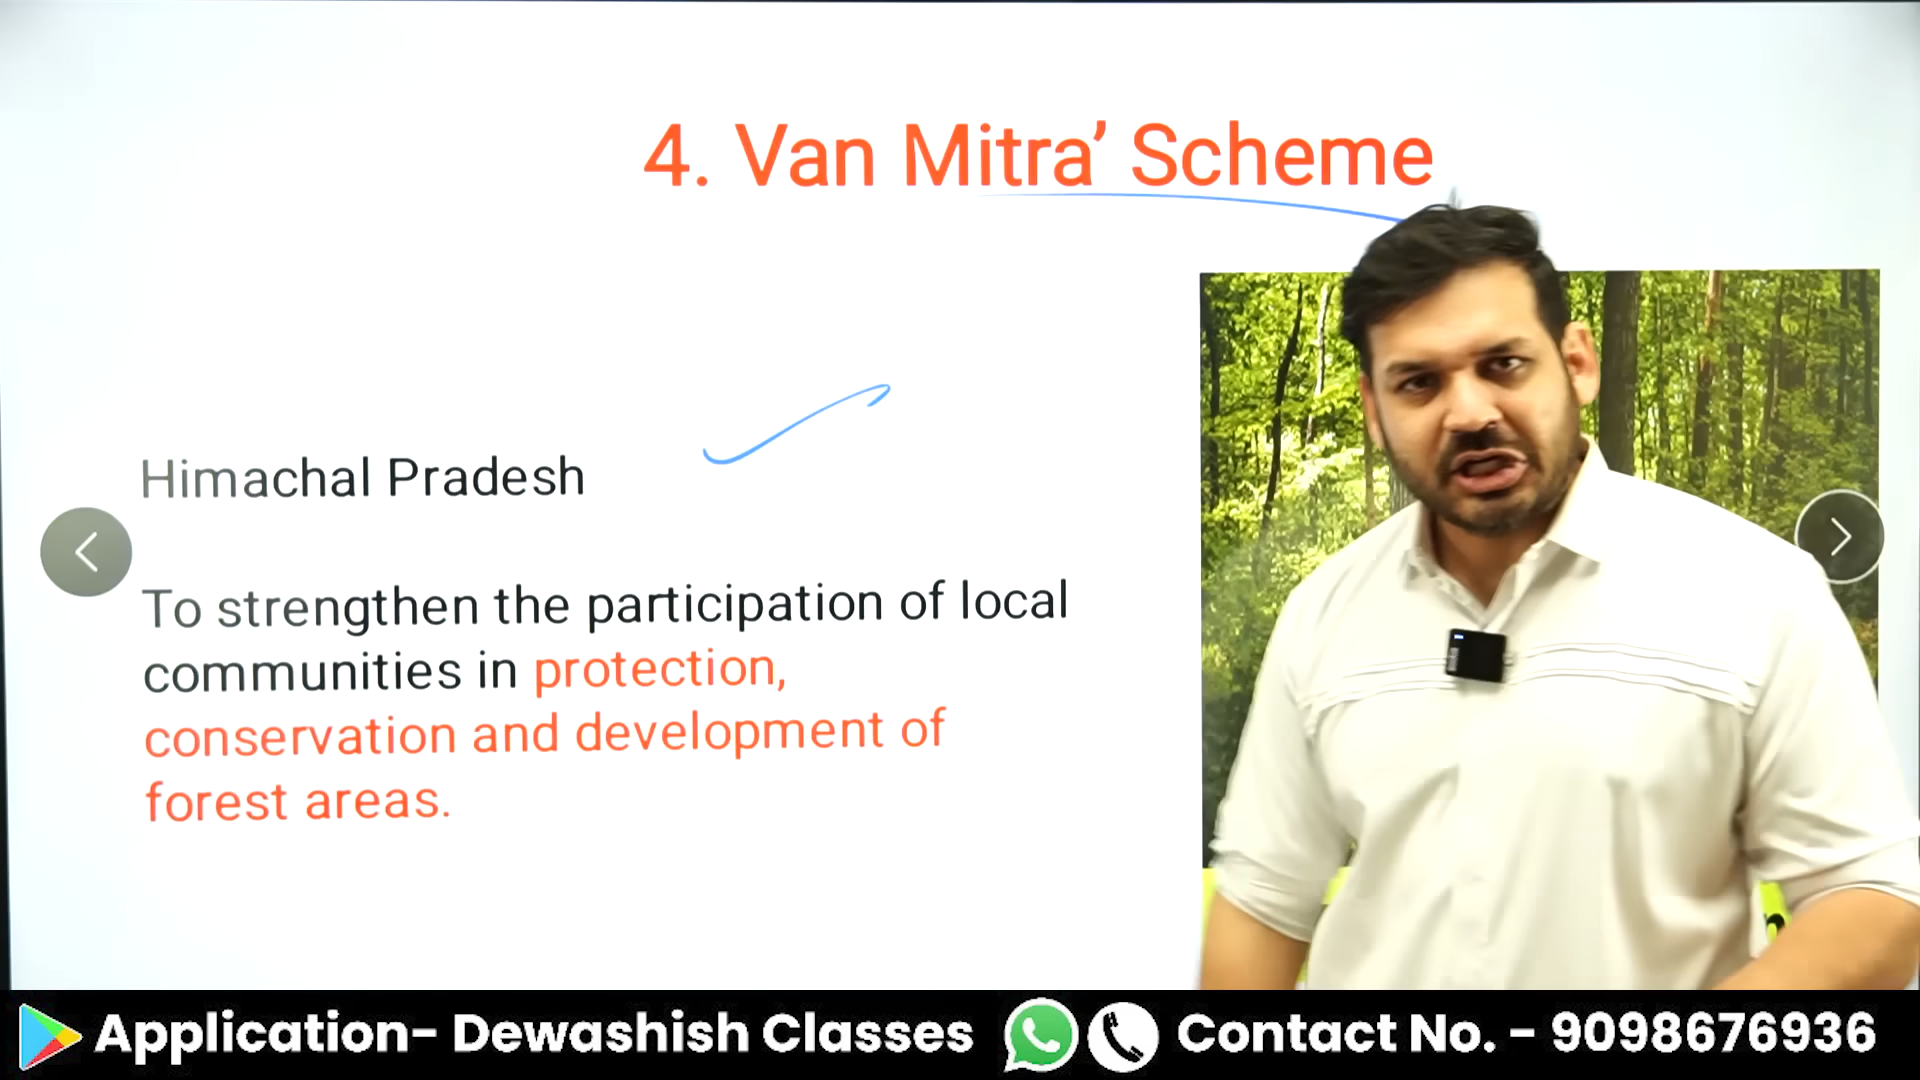 4. Van Mitra’ Scheme
Himachal Pradesh
To strengthen the participation of local
communities in protection,
conservation and development of
forest areas.
Application- Dewashish Classes
Contact No. - 9098676936